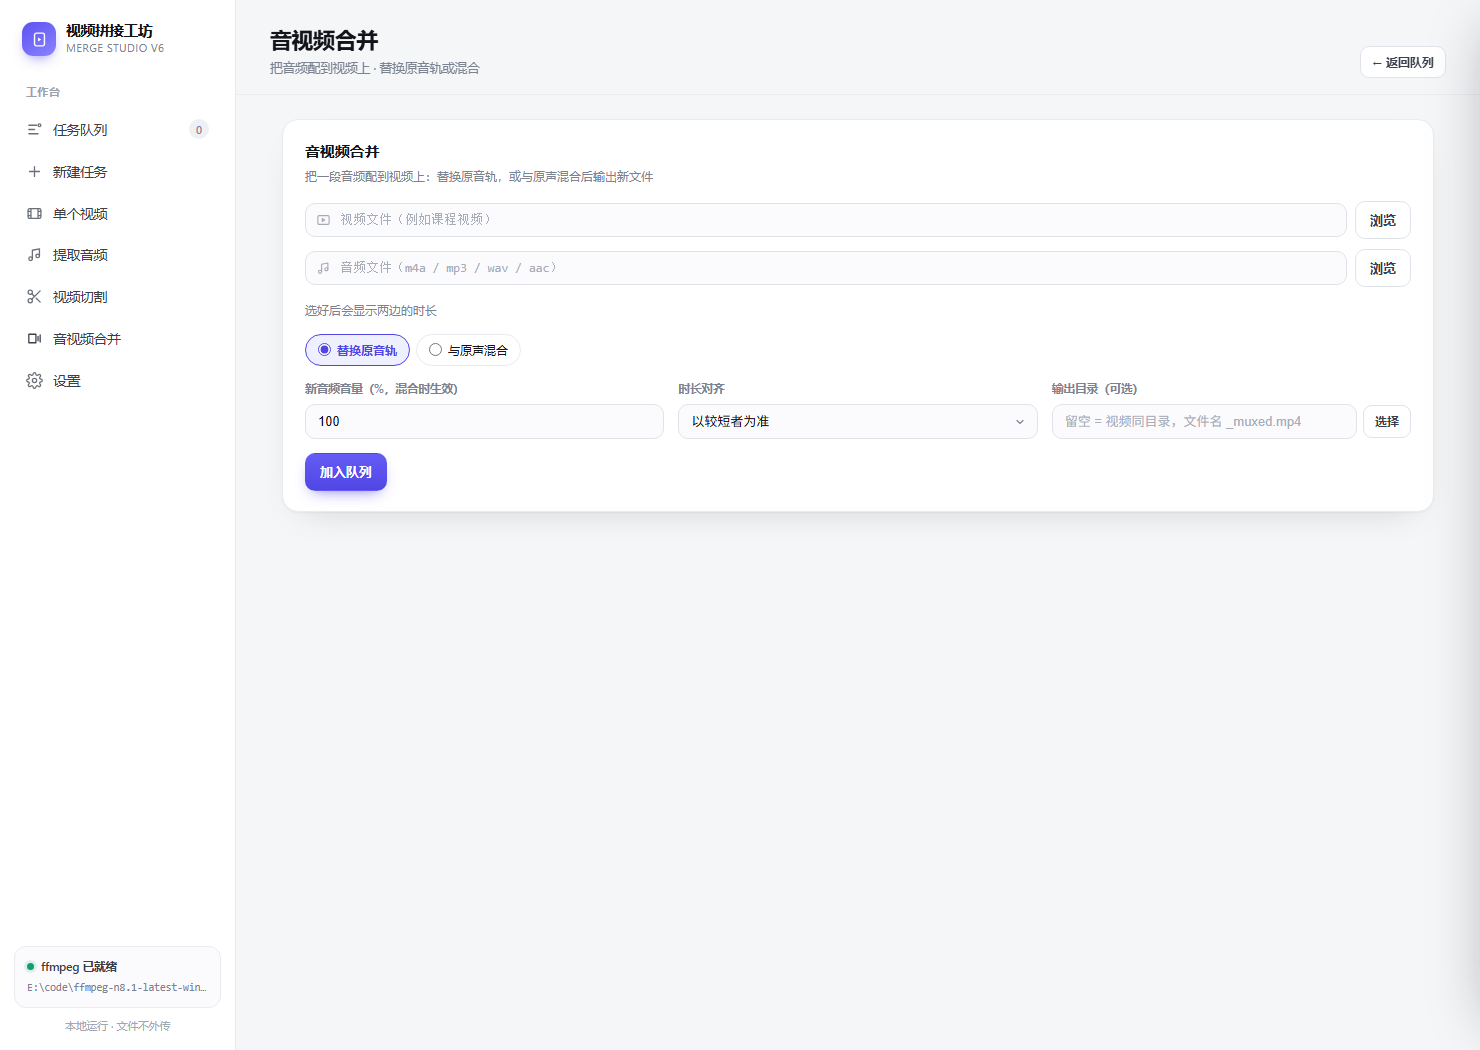 视频拼接工坊
MERGE STUDIO V6
工作台
任务队列 0
新建任务
单个视频
提取音频
视频切割
音视频合并
设置
ffmpeg 已就绪
E:\code\ffmpeg-n8.1-latest-win…
本地运行 · 文件不外传
音视频合并
把音频配到视频上 · 替换原音轨或混合
← 返回队列
音视频合并
把一段音频配到视频上：替换原音轨，或与原声混合后输出新文件
视频文件（例如课程视频） 浏览
音频文件（m4a / mp3 / wav / aac） 浏览
选好后会显示两边的时长
替换原音轨 与原声混合
新音频音量（%，混合时生效） 时长对齐 输出目录（可选）
100 以较短者为准 留空 = 视频同目录，文件名 _muxed.mp4 选择
加入队列